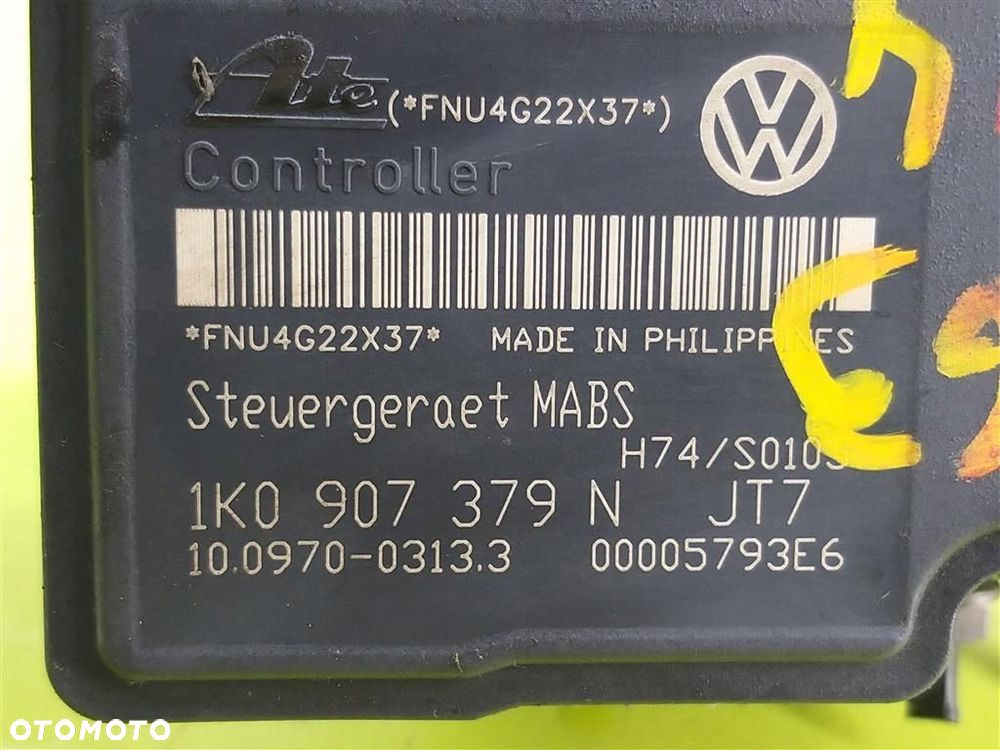 Ate (*FNU4G22X37*)
Controller
*FNU4G22X37* MADE IN PHILIPPINES
Steuergeraet MABS
H74/S0103
1K0 907 379 N JT7
10.0970-0313.3 00005793E6
OTOMOTO